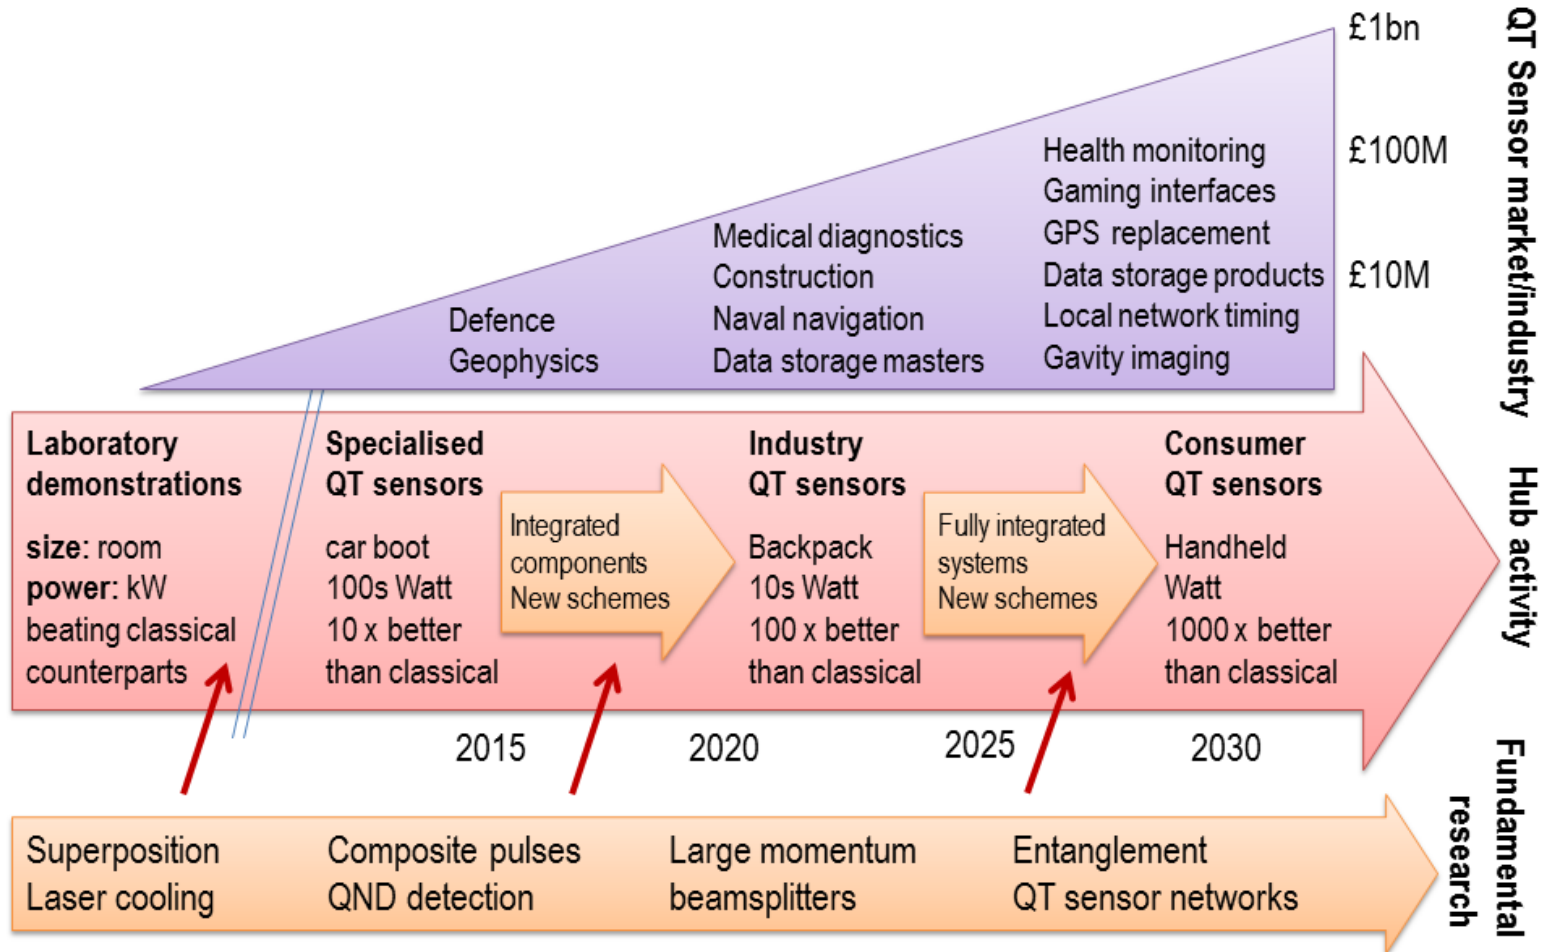 £1bn
£100M
£10M
QT Sensor market/industry
Health monitoring
Gaming interfaces
GPS replacement
Data storage products
Local network timing
Gavity imaging
Medical diagnostics
Construction
Naval navigation
Data storage masters
Defence
Geophysics
Laboratory
demonstrations
size: room
power: kW
beating classical
counterparts
Specialised
QT sensors
car boot
100s Watt
10 x better
than classical
Integrated
components
New schemes
Industry
QT sensors
Backpack
10s Watt
100 x better
than classical
Fully integrated
systems
New schemes
Consumer
QT sensors
Handheld
Watt
1000 x better
than classical
Hub activity
2015
2020
2025
2030
Superposition
Laser cooling
Composite pulses
QND detection
Large momentum
beamsplitters
Entanglement
QT sensor networks
Fundamental
research